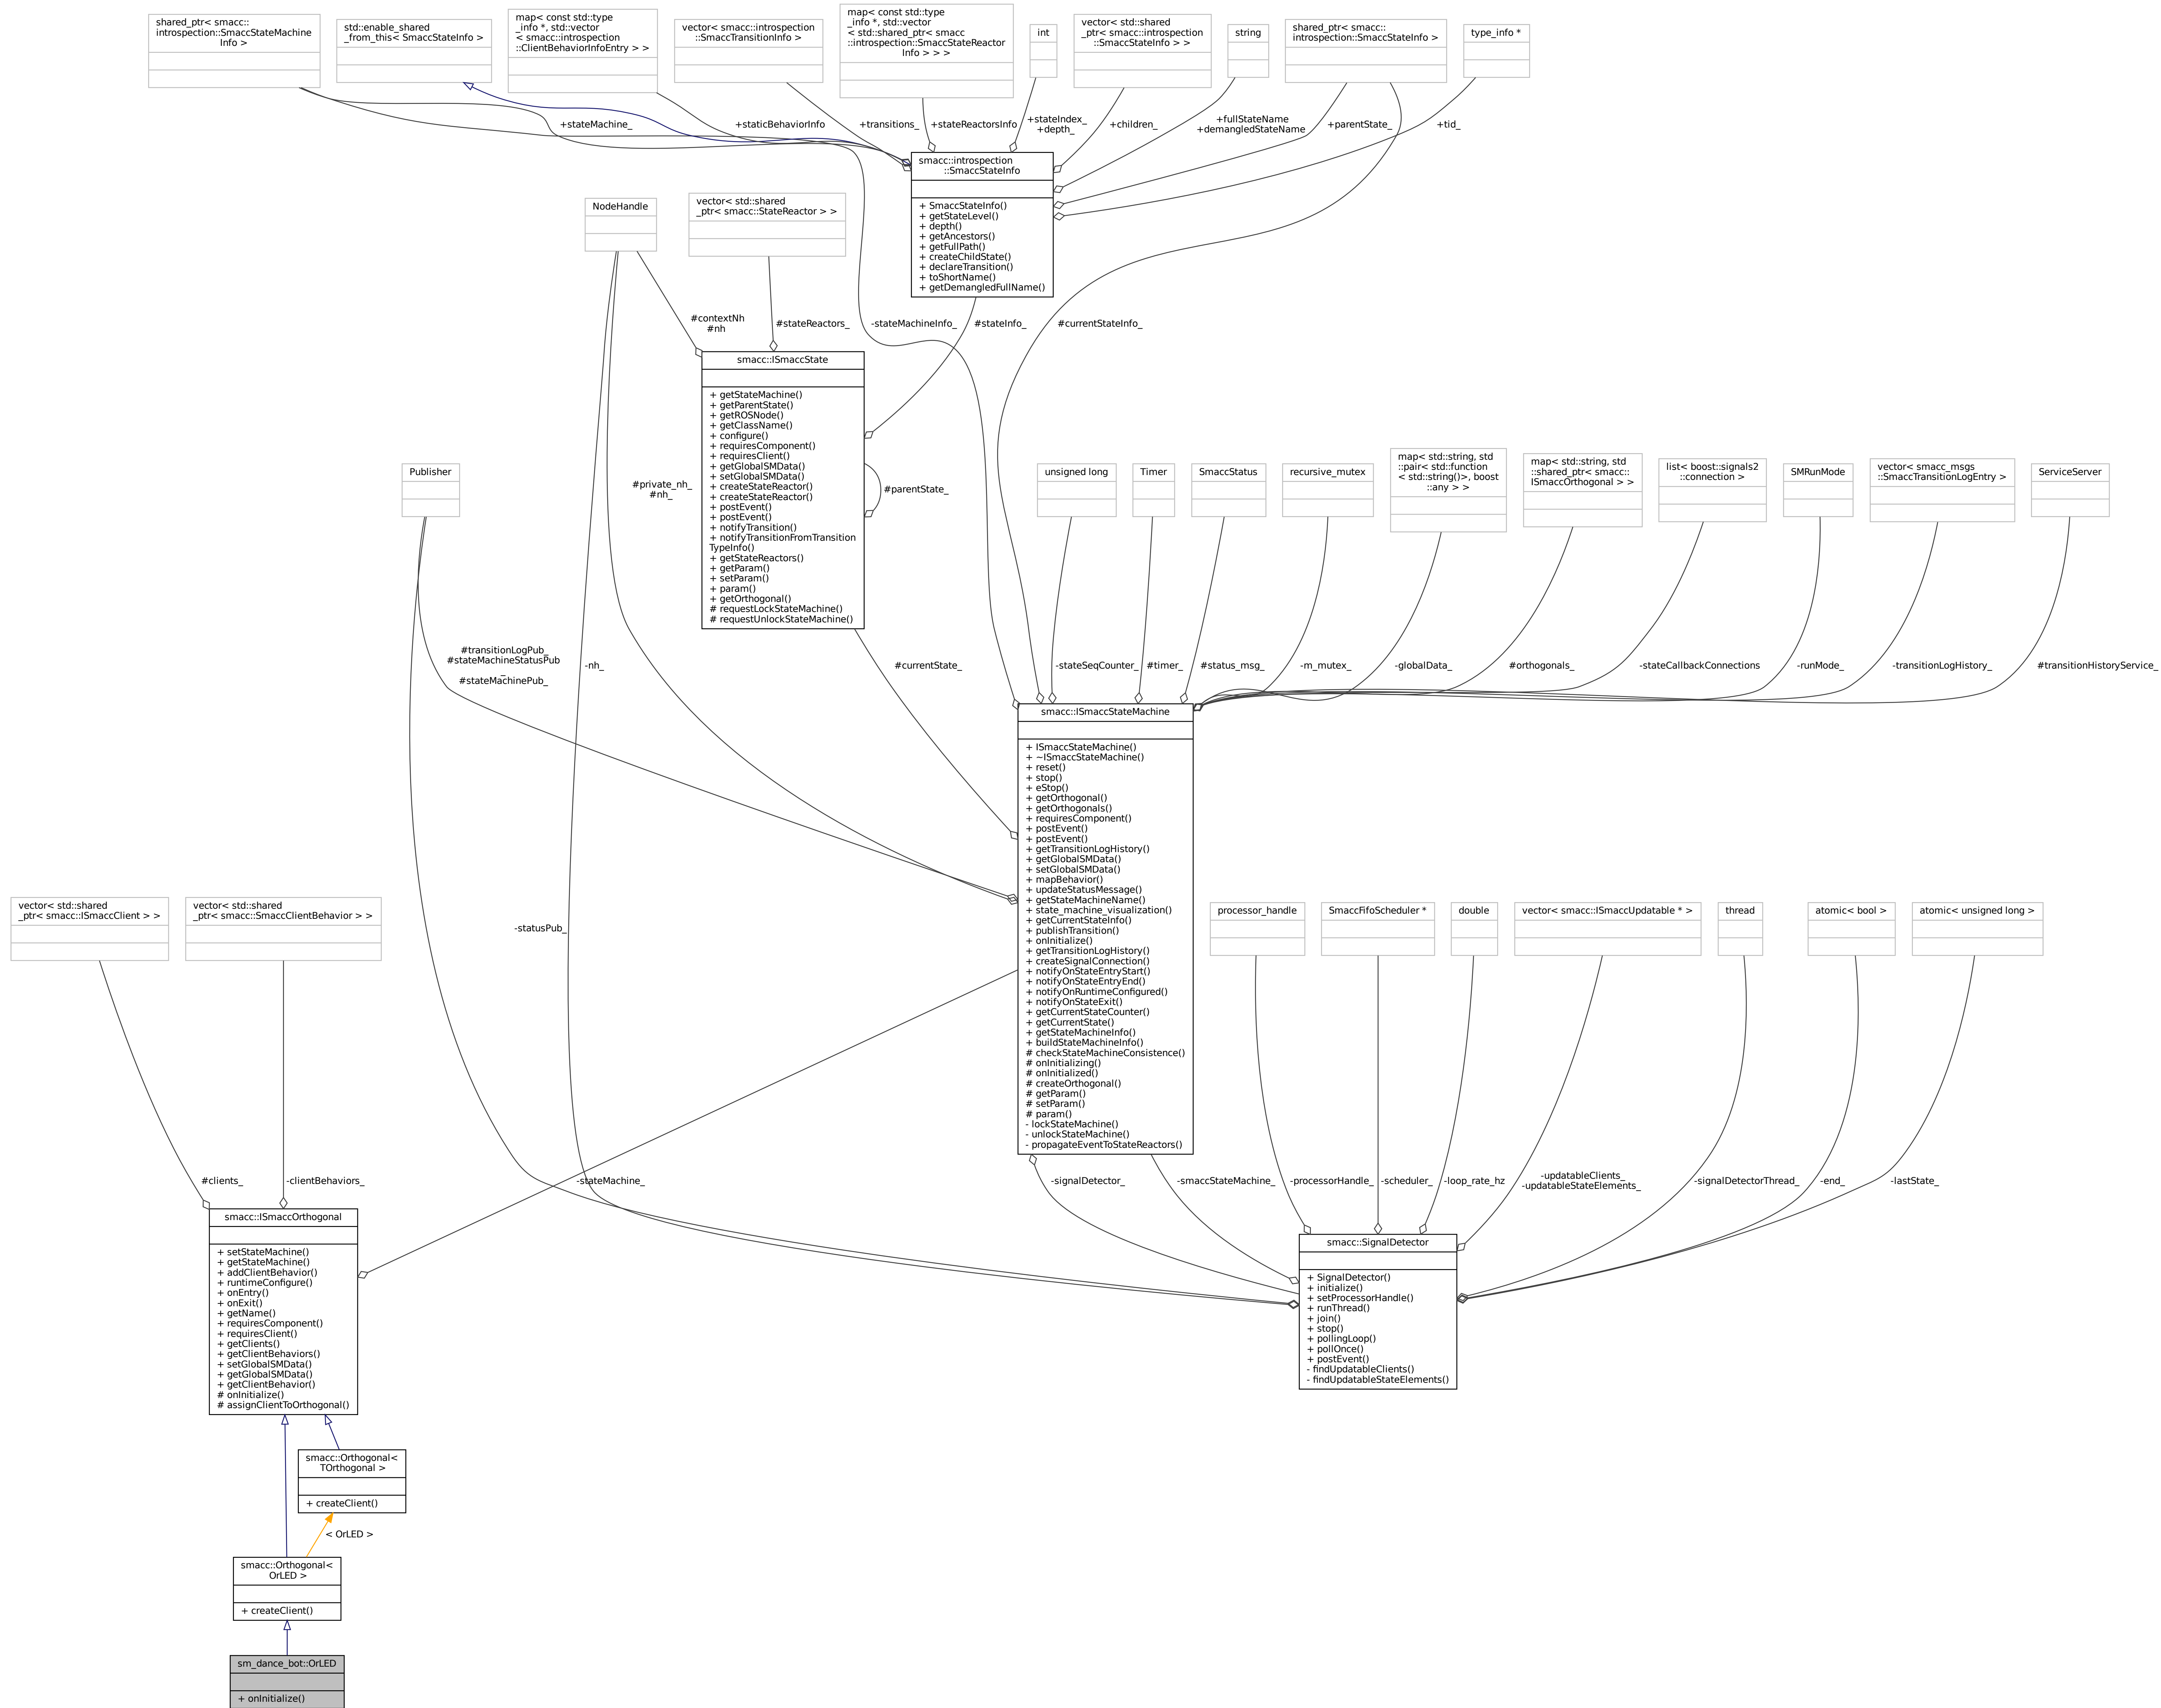 shared_ptr< smacc::
introspection::SmaccStateMachine
Info >
std::enable_shared
_from_this< SmaccStateInfo >
map< const std::type
_info *, std::vector
< smacc::introspection
::ClientBehaviorInfoEntry > >
vector< smacc::introspection
::SmaccTransitionInfo >
map< const std::type
_info *, std::vector
< std::shared_ptr< smacc
::introspection::SmaccStateReactor
Info > > >
int
vector< std::shared
_ptr< smacc::introspection
::SmaccStateInfo > >
string
shared_ptr< smacc::
introspection::SmaccStateInfo >
type_info *
+stateMachine_
+staticBehaviorInfo
+transitions_
+stateReactorsInfo
+stateIndex_
+depth_
+children_
+fullStateName
+demangledStateName
+parentState_
+tid_
smacc::introspection
::SmaccStateInfo
+ SmaccStateInfo()
+ getStateLevel()
+ depth()
+ getAncestors()
+ getFullPath()
+ createChildState()
+ declareTransition()
+ toShortName()
+ getDemangledFullName()
NodeHandle
vector< std::shared
_ptr< smacc::StateReactor > >
#contextNh
#nh
#stateReactors_
-stateMachineInfo_
#stateInfo_
#currentStateInfo_
smacc::ISmaccState
+ getStateMachine()
+ getParentState()
+ getROSNode()
+ getClassName()
+ configure()
+ requiresComponent()
+ requiresClient()
+ getGlobalSMData()
+ setGlobalSMData()
+ createStateReactor()
+ createStateReactor()
+ postEvent()
+ postEvent()
+ notifyTransition()
+ notifyTransitionFromTransition
TypeInfo()
+ getStateReactors()
+ getParam()
+ setParam()
+ param()
+ getOrthogonal()
# requestLockStateMachine()
# requestUnlockStateMachine()
#parentState_
Publisher
#private_nh_
#nh_
unsigned long
Timer
SmaccStatus
recursive_mutex
map< std::string, std
::pair< std::function
< std::string()>, boost
::any > >
map< std::string, std
::shared_ptr< smacc::
ISmaccOrthogonal > >
list< boost::signals2
::connection >
SMRunMode
vector< smacc_msgs
::SmaccTransitionLogEntry >
ServiceServer
#transitionLogPub_
#stateMachineStatusPub
_
#stateMachinePub_
-nh_
#currentState_
-stateSeqCounter_
#timer_
#status_msg_
-m_mutex_
-globalData_
#orthogonals_
-stateCallbackConnections
-runMode_
-transitionLogHistory_
#transitionHistoryService_
smacc::ISmaccStateMachine
+ ISmaccStateMachine()
+ ~ISmaccStateMachine()
+ reset()
+ stop()
+ eStop()
+ getOrthogonal()
+ getOrthogonals()
+ requiresComponent()
+ postEvent()
+ postEvent()
+ getTransitionLogHistory()
+ getGlobalSMData()
+ setGlobalSMData()
+ mapBehavior()
+ updateStatusMessage()
+ getStateMachineName()
+ state_machine_visualization()
+ getCurrentStateInfo()
+ publishTransition()
+ onInitialize()
+ getTransitionLogHistory()
+ createSignalConnection()
+ notifyOnStateEntryStart()
+ notifyOnStateEntryEnd()
+ notifyOnRuntimeConfigured()
+ notifyOnStateExit()
+ getCurrentStateCounter()
+ getCurrentState()
+ getStateMachineInfo()
+ buildStateMachineInfo()
# checkStateMachineConsistence()
# onInitializing()
# onInitialized()
# createOrthogonal()
# getParam()
# setParam()
# param()
- lockStateMachine()
- unlockStateMachine()
- propagateEventToStateReactors()
vector< std::shared
_ptr< smacc::ISmaccClient > >
vector< std::shared
_ptr< smacc::SmaccClientBehavior > >
-statusPub_
processor_handle
SmaccFifoScheduler *
double
vector< smacc::ISmaccUpdatable * >
thread
atomic< bool >
atomic< unsigned long >
#clients_
-clientBehaviors_
-stateMachine_
-signalDetector_
-smaccStateMachine_
-processorHandle_
-scheduler_
-loop_rate_hz
-updatableClients_
-updatableStateElements_
-signalDetectorThread_
-end_
-lastState_
smacc::ISmaccOrthogonal
+ setStateMachine()
+ getStateMachine()
+ addClientBehavior()
+ runtimeConfigure()
+ onEntry()
+ onExit()
+ getName()
+ requiresComponent()
+ requiresClient()
+ getClients()
+ getClientBehaviors()
+ setGlobalSMData()
+ getGlobalSMData()
+ getClientBehavior()
# onInitialize()
# assignClientToOrthogonal()
smacc::SignalDetector
+ SignalDetector()
+ initialize()
+ setProcessorHandle()
+ runThread()
+ join()
+ stop()
+ pollingLoop()
+ pollOnce()
+ postEvent()
- findUpdatableClients()
- findUpdatableStateElements()
smacc::Orthogonal<
TOrthogonal >
+ createClient()
< OrLED >
smacc::Orthogonal<
OrLED >
+ createClient()
sm_dance_bot::OrLED
+ onInitialize()